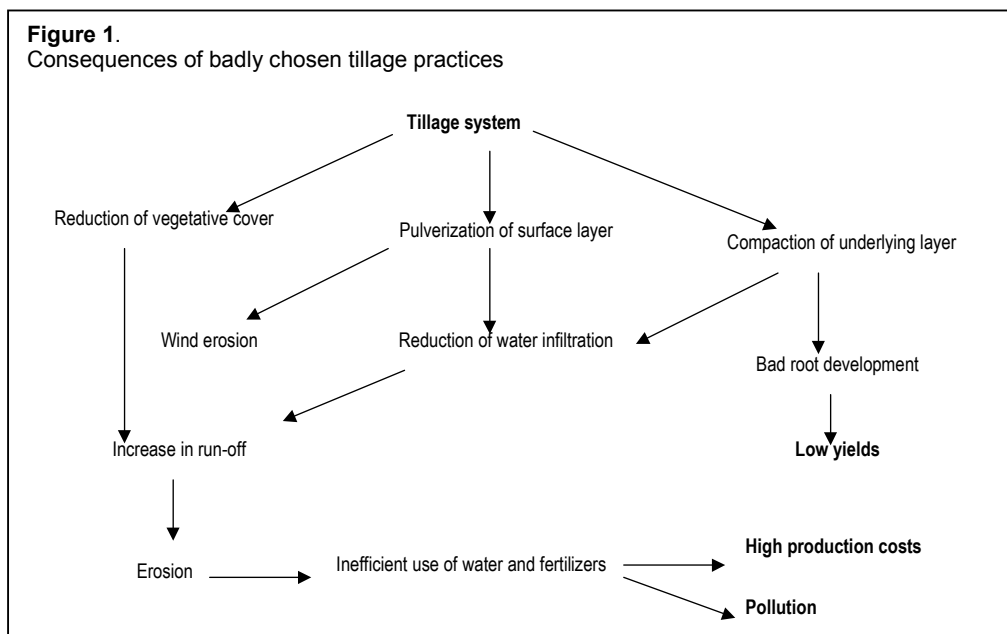 Figure 1.
Consequences of badly chosen tillage practices
Tillage system
Reduction of vegetative cover
Pulverization of surface layer
Compaction of underlying layer
Wind erosion
Reduction of water infiltration
Bad root development
Increase in run-off
Low yields
Erosion
Inefficient use of water and fertilizers
High production costs
Pollution